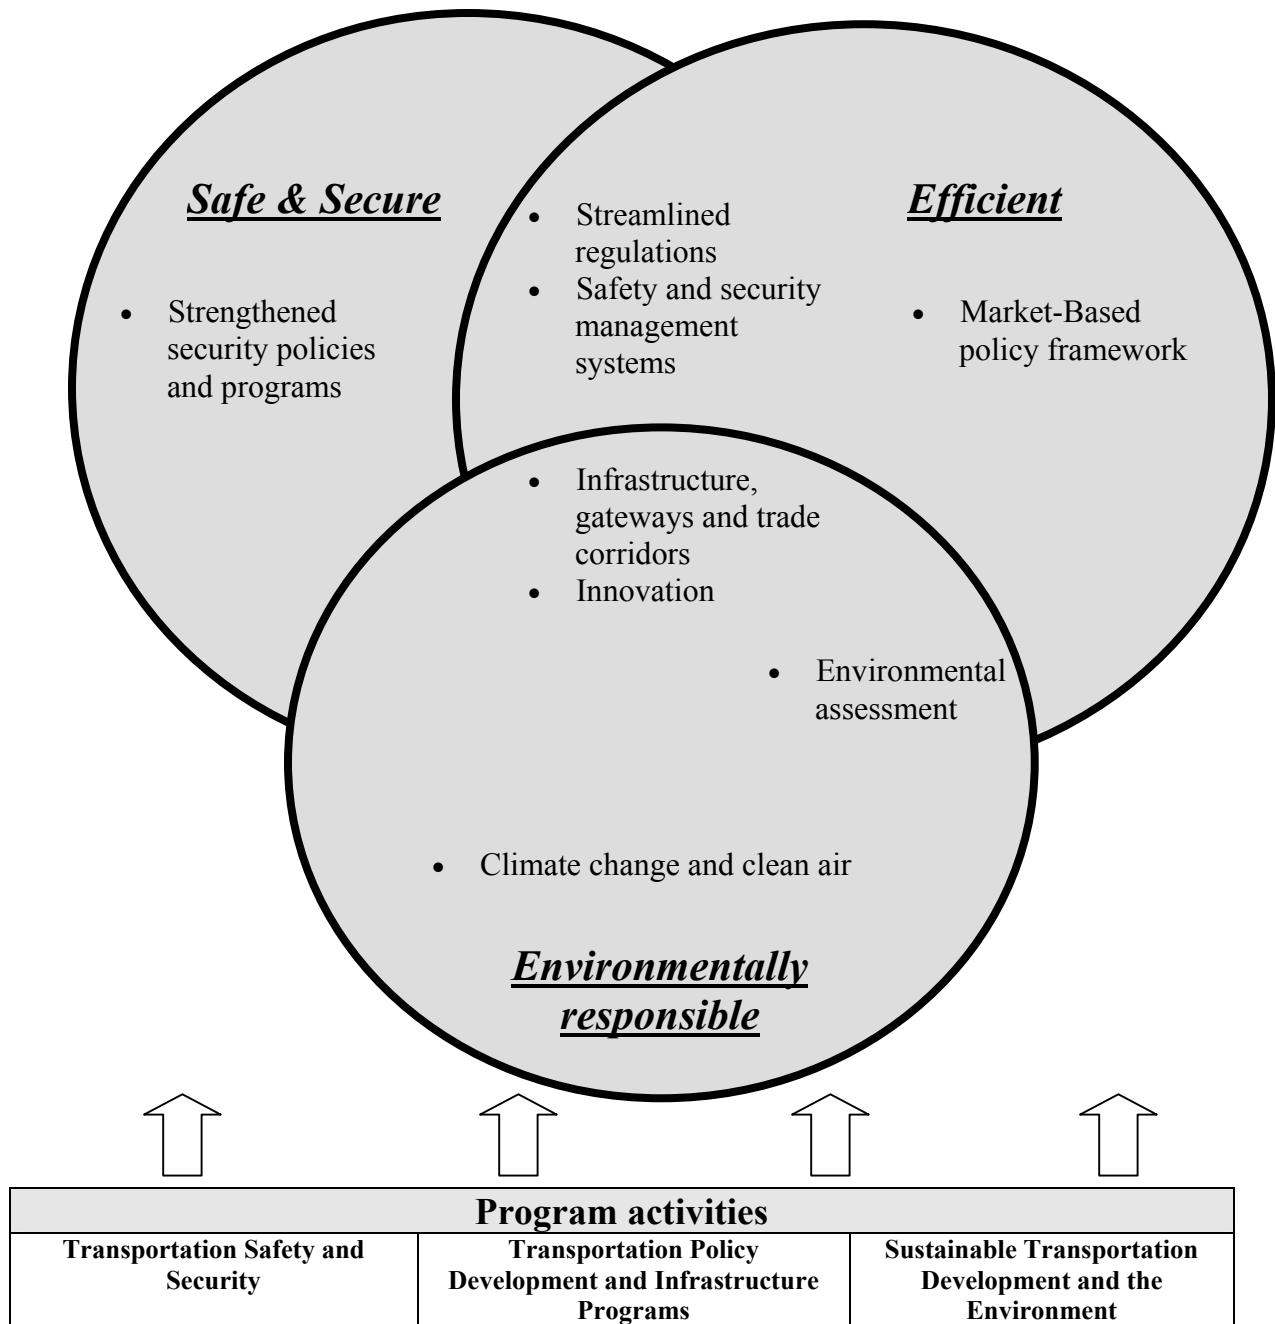 Safe & Secure
• Strengthened
security policies
and programs
• Streamlined
regulations
• Safety and security
management
systems
Efficient
• Market-Based
policy framework
• Infrastructure,
gateways and trade
corridors
• Innovation
• Environmental
assessment
• Climate change and clean air
Environmentally
responsible
Program activities
Transportation Safety and
Security
Transportation Policy
Development and Infrastructure
Programs
Sustainable Transportation
Development and the
Environment